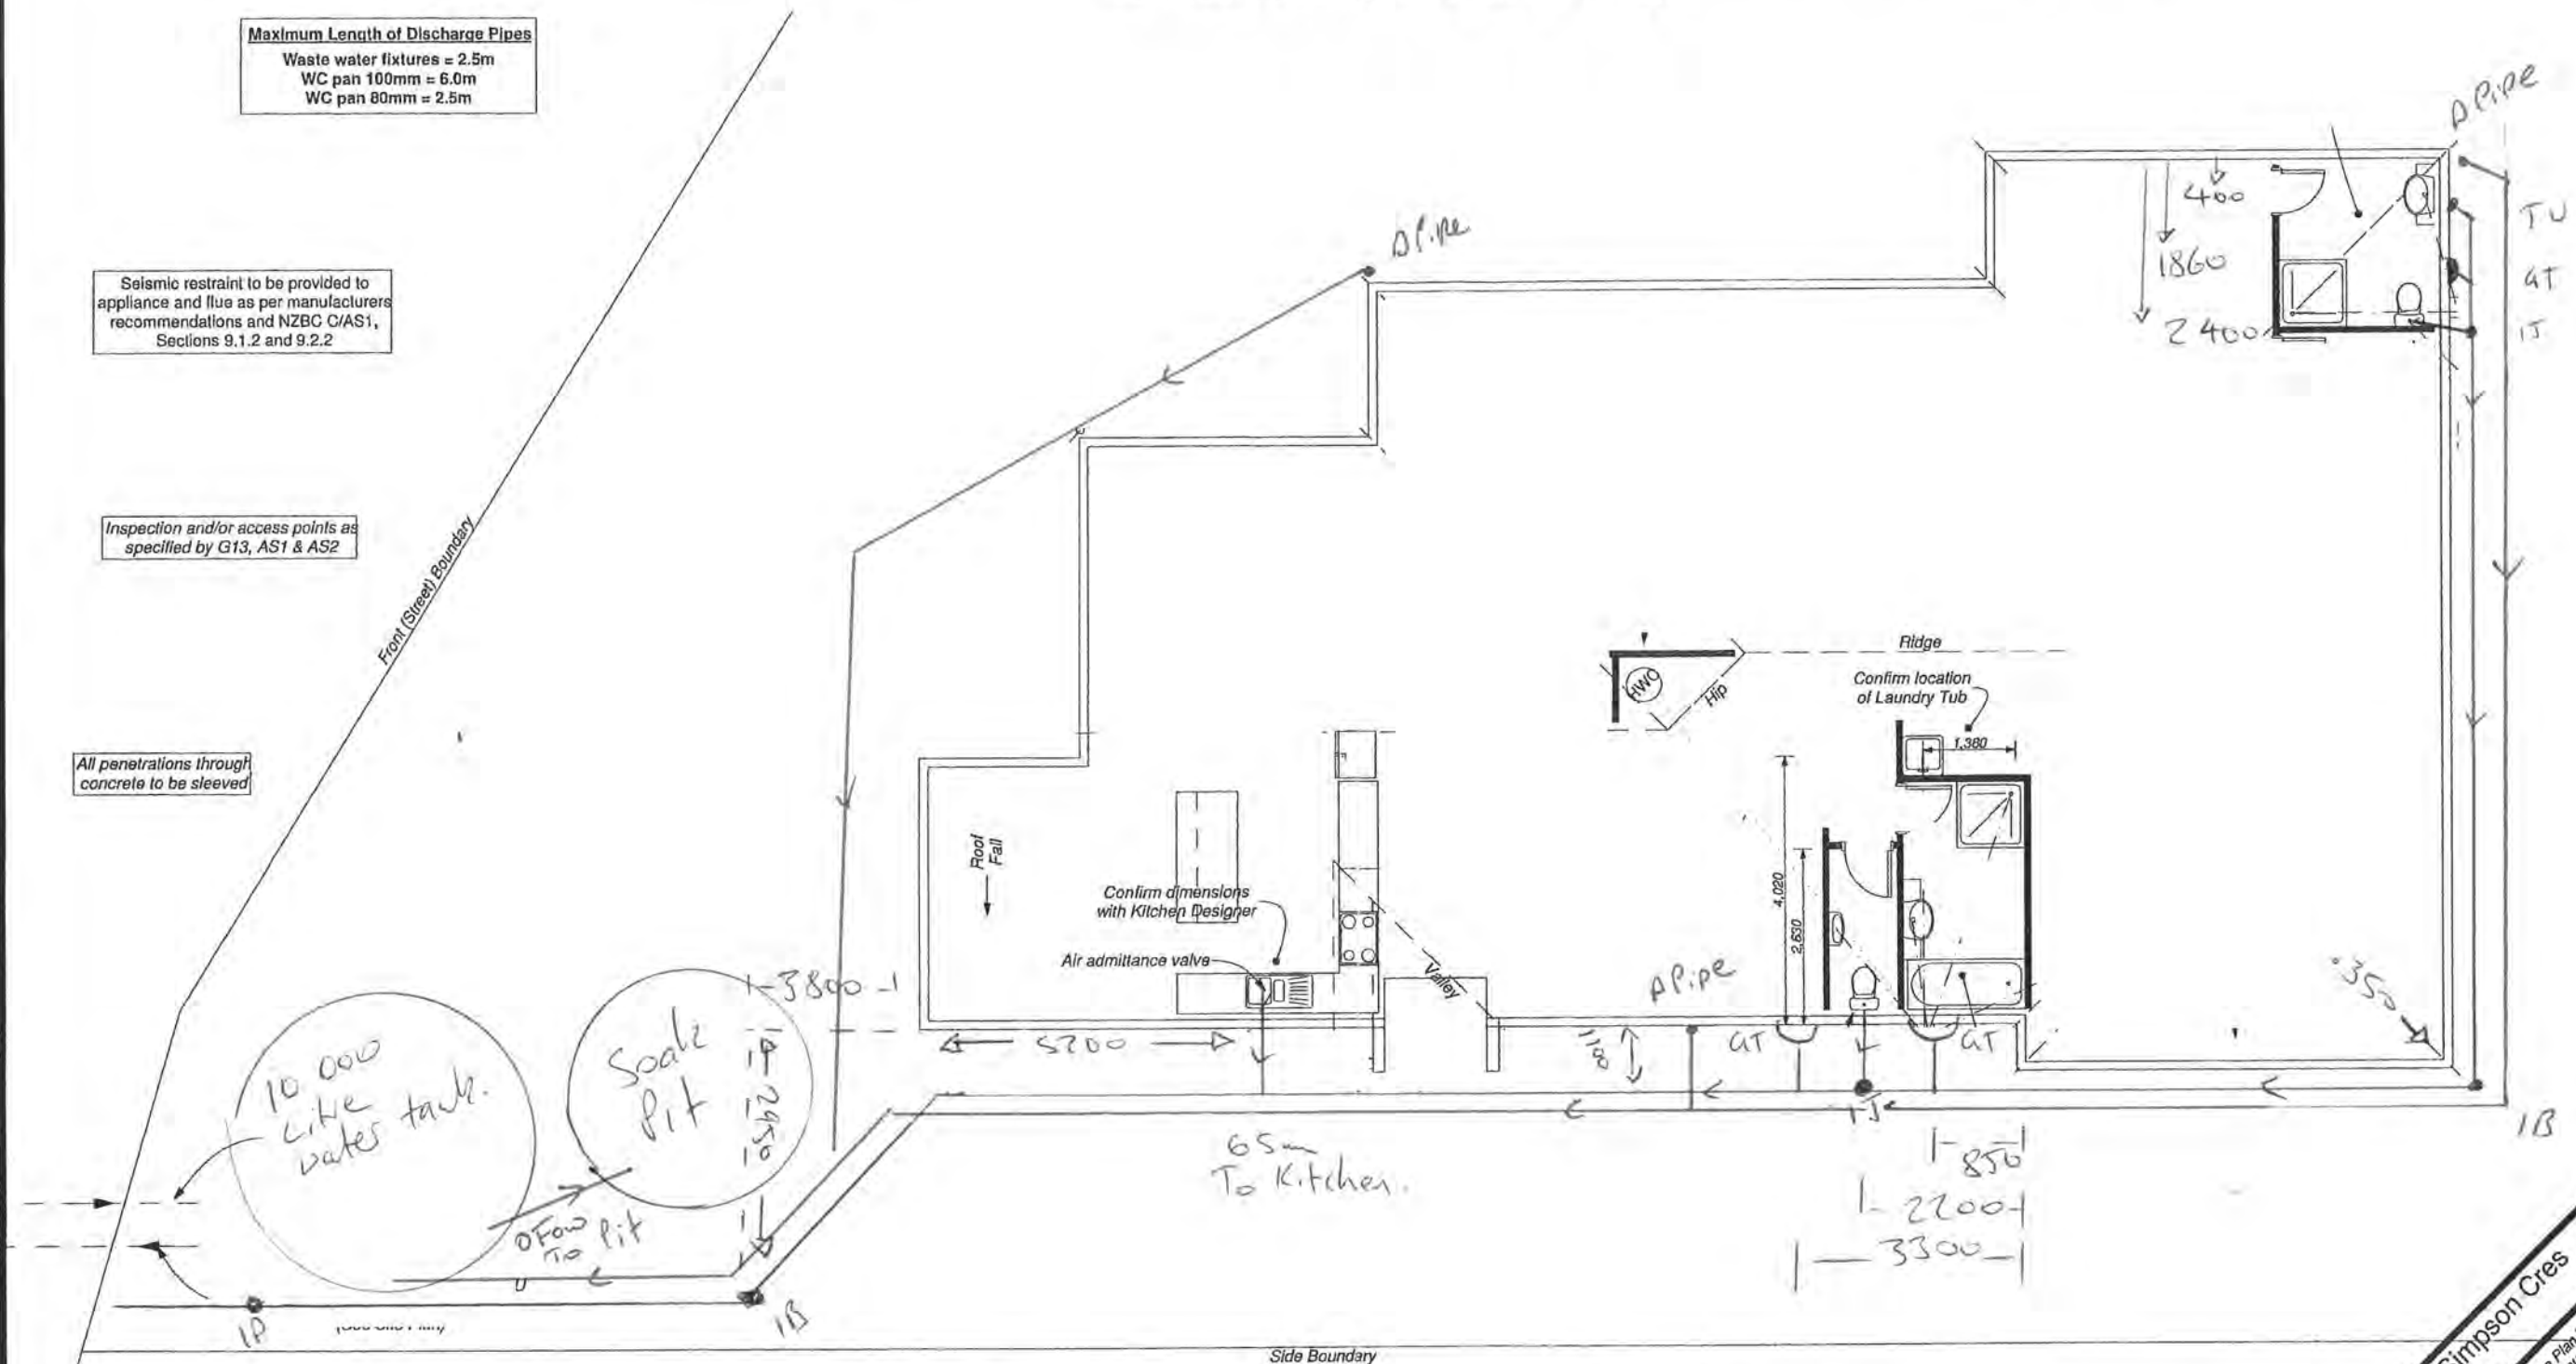 Maximum Length of Discharge Pipes
Waste water fixtures = 2.5m
WC pan 100mm = 6.0m
WC pan 80mm = 2.5m
Seismic restraint to be provided to
appliance and flue as per manufacturers
recommendations and NZBC C/AS1,
Sections 9.1.2 and 9.2.2
Inspection and/or access points as
specified by G13, AS1 & AS2
All penetrations through
concrete to be sleeved
Front (Street) Boundary
D Pipe
D Pipe
400
1860
2400
GT
IJ
HWC
Hip
Ridge
Confirm location
of Laundry Tub
1,380
4,020
2,630
Roof
Fall
Confirm dimensions
with Kitchen Designer
Air admittance valve
Valley
D Pipe
1180
GT
GT
350
3800
2950
5200
10 000
Litre
water tank.
Soak
Pit
OFow
To Pit
65m
To Kitchen.
IJ
850
2200
3300
IB
IP
IB
Side Boundary
Simpson Cres